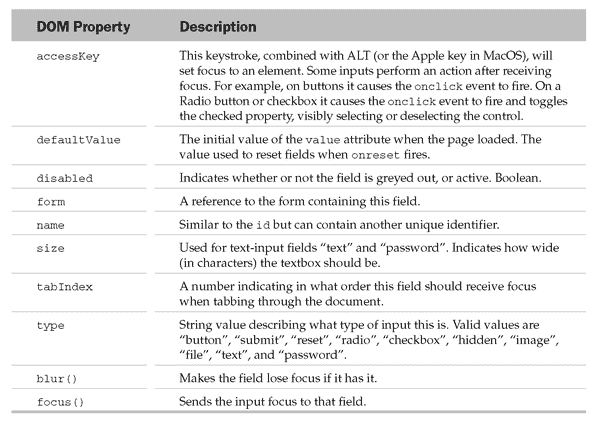 DOM Property Description
accessKey This keystroke, combined with ALT (or the Apple key in MacOS), will
set focus to an element. Some inputs perform an action after receiving
focus. For example, on buttons it causes the onclick event to fire. On a
Radio button or checkbox it causes the onclick event to fire and toggles
the checked property, visibly selecting or deselecting the control.
defaultValue The initial value of the value attribute when the page loaded. The
value used to reset fields when onreset fires.
disabled Indicates whether or not the field is greyed out, or active. Boolean.
form A reference to the form containing this field.
name Similar to the id but can contain another unique identifier.
size Used for text-input fields “text” and “password”. Indicates how wide
(in characters) the textbox should be.
tabIndex A number indicating in what order this field should receive focus
when tabbing through the document.
type String value describing what type of input this is. Valid values are
“button”, “submit”, “reset”, “radio”, “checkbox”, “hidden”, “image”,
“file”, “text”, and “password”.
blur() Makes the field lose focus if it has it.
focus() Sends the input focus to that field.